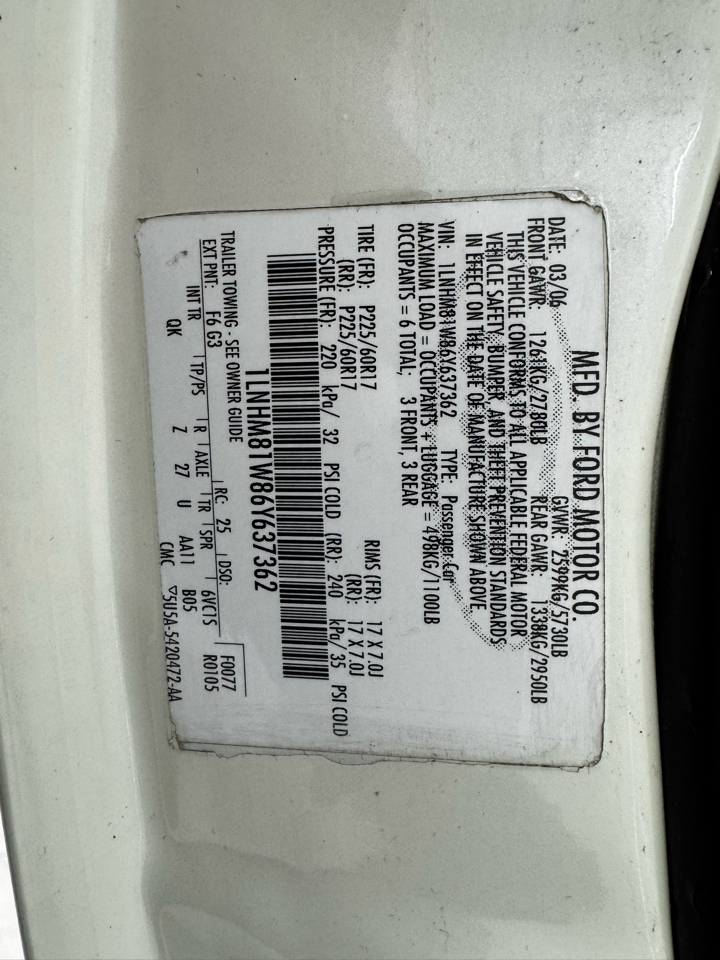 MFD. BY FORD MOTOR CO.
DATE: 03/06 GVWR: 2599KG/5730LB
FRONT GAWR: 1263KG/2780LB REAR GAWR: 1338KG/2950LB
THIS VEHICLE CONFORMS TO ALL APPLICABLE FEDERAL MOTOR
VEHICLE SAFETY, BUMPER, AND THEFT PREVENTION STANDARDS
IN EFFECT ON THE DATE OF MANUFACTURE SHOWN ABOVE.
VIN: 1LNHM81W86Y637362 TYPE: Passenger Car
MAXIMUM LOAD = OCCUPANTS + LUGGAGE = 498KG/1100LB
OCCUPANTS = 6 TOTAL: 3 FRONT, 3 REAR
TIRE (FR): P225/60R17 RIMS (FR): 17 X 7.0J
(RR): P225/60R17 (RR): 17 X 7.0J
PRESSURE (FR): 220 kPa/ 32 PSI COLD (RR): 240 kPa/ 35 PSI COLD
1LNHM81W86Y637362
TRAILER TOWING - SEE OWNER GUIDE F0077
EXT PNT: F6 G3 RC: 25 DSO: R0105
INT TR TP/PS R AXLE TR SPR 6VC1S
QK Z 27 U AA11 B05
CMC ▽5U5A-5420472-AA